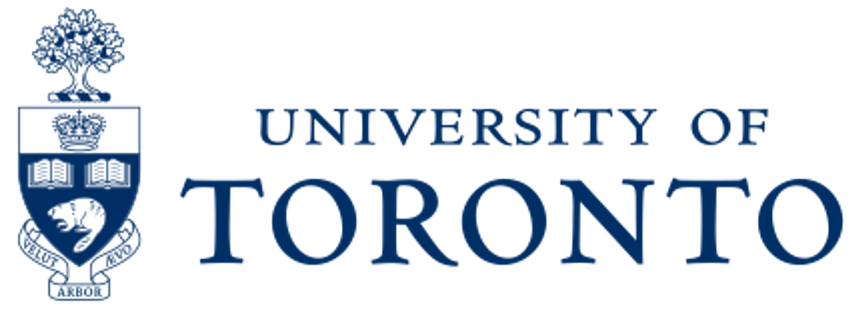 UNIVERSITY OF
TORONTO
VELUT ARBOR ÆVO